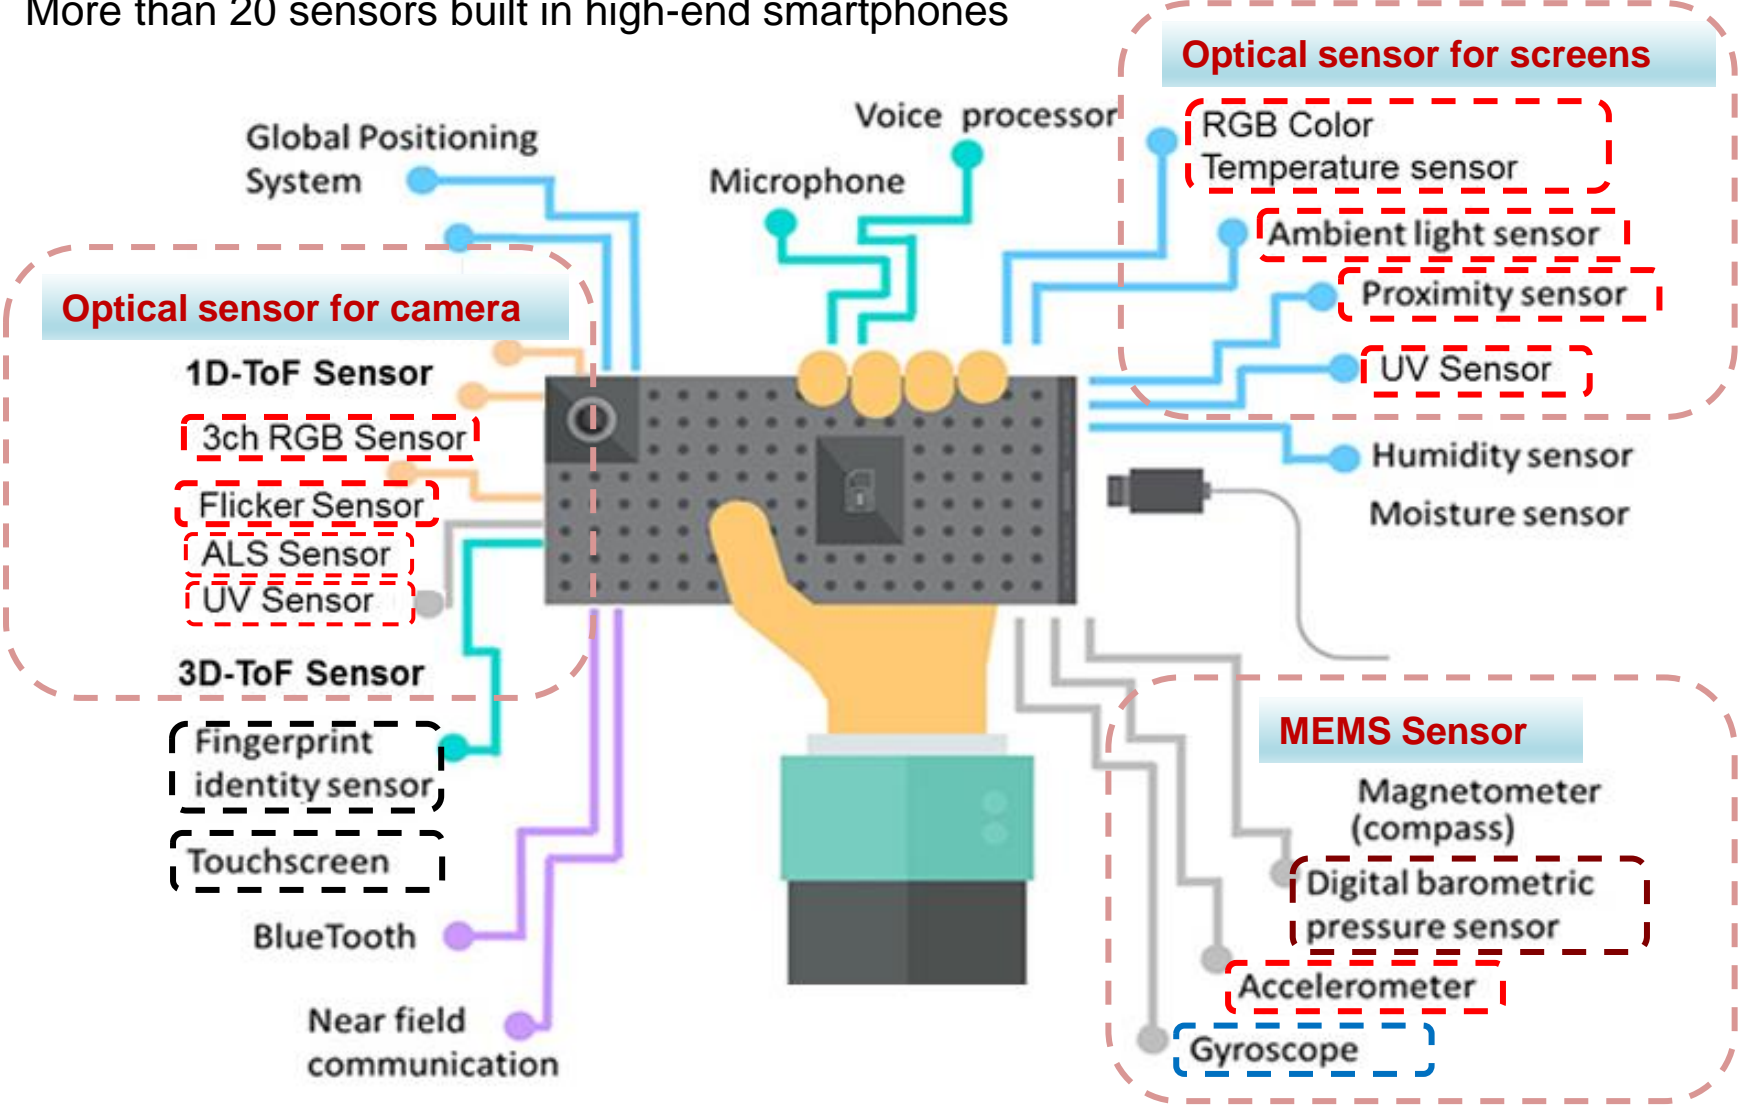 More than 20 sensors built in high-end smartphones
Optical sensor for screens
Voice processor
RGB Color
Temperature sensor
Global Positioning
System
Microphone
Ambient light sensor
Proximity sensor
Optical sensor for camera
UV Sensor
1D-ToF Sensor
3ch RGB Sensor
Humidity sensor
Flicker Sensor
Moisture sensor
ALS Sensor
UV Sensor
3D-ToF Sensor
MEMS Sensor
Fingerprint
identity sensor
Magnetometer
(compass)
Touchscreen
Digital barometric
pressure sensor
BlueTooth
Accelerometer
Near field
communication
Gyroscope